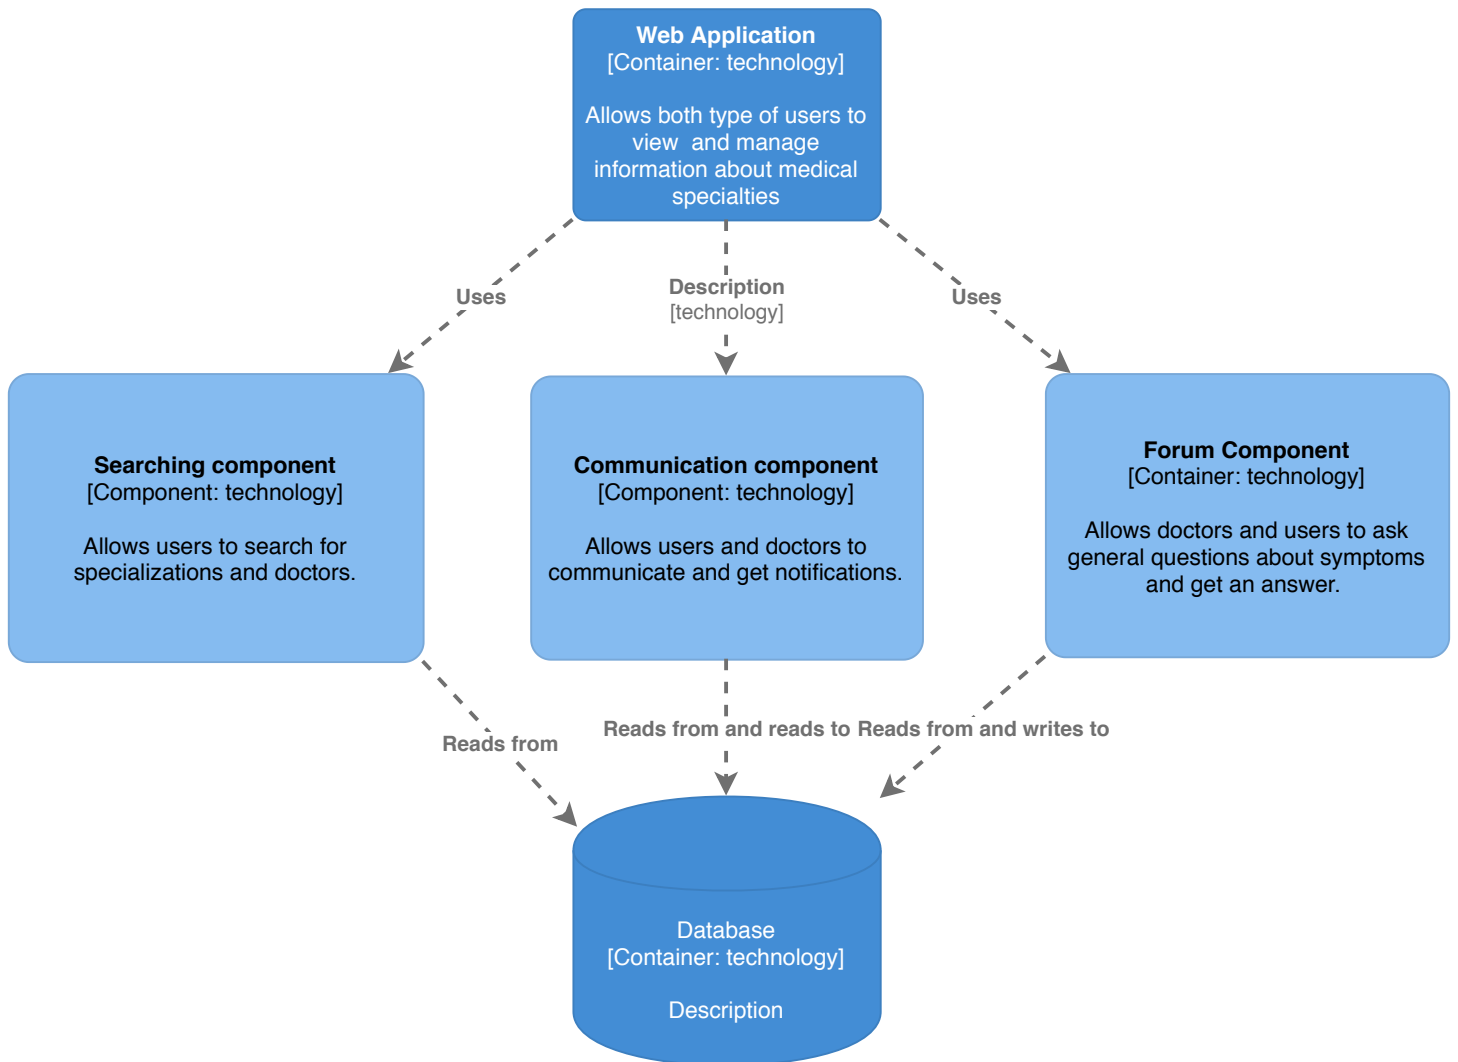 Web Application
[Container: technology]
Allows both type of users to
view  and manage
information about medical
specialties
Uses
Description
[technology]
Uses
Searching component
[Component: technology]
Allows users to search for
specializations and doctors.
Communication component
[Component: technology]
Allows users and doctors to
communicate and get notifications.
Forum Component
[Container: technology]
Allows doctors and users to ask
general questions about symptoms
and get an answer.
Reads from
Reads from and reads to
Reads from and writes to
Database
[Container: technology]
Description